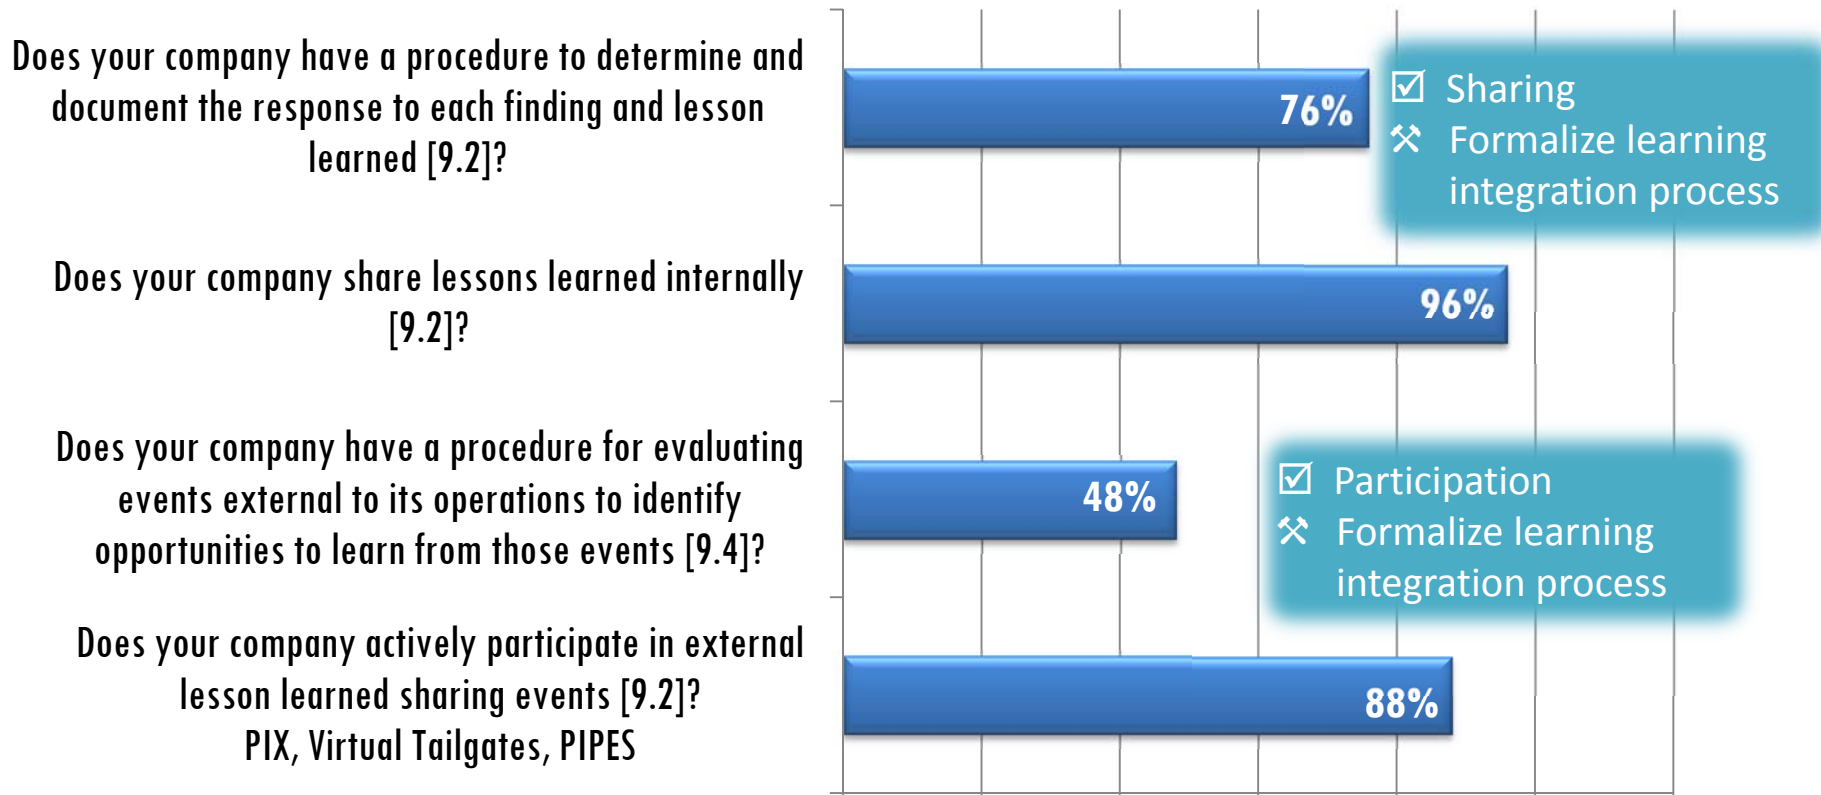 Does your company have a procedure to determine and
document the response to each finding and lesson
learned [9.2]?
76%
☑ Sharing
⚒ Formalize learning
integration process
Does your company share lessons learned internally
[9.2]?
96%
Does your company have a procedure for evaluating
events external to its operations to identify
opportunities to learn from those events [9.4]?
48%
☑ Participation
⚒ Formalize learning
integration process
Does your company actively participate in external
lesson learned sharing events [9.2]?
PIX, Virtual Tailgates, PIPES
88%